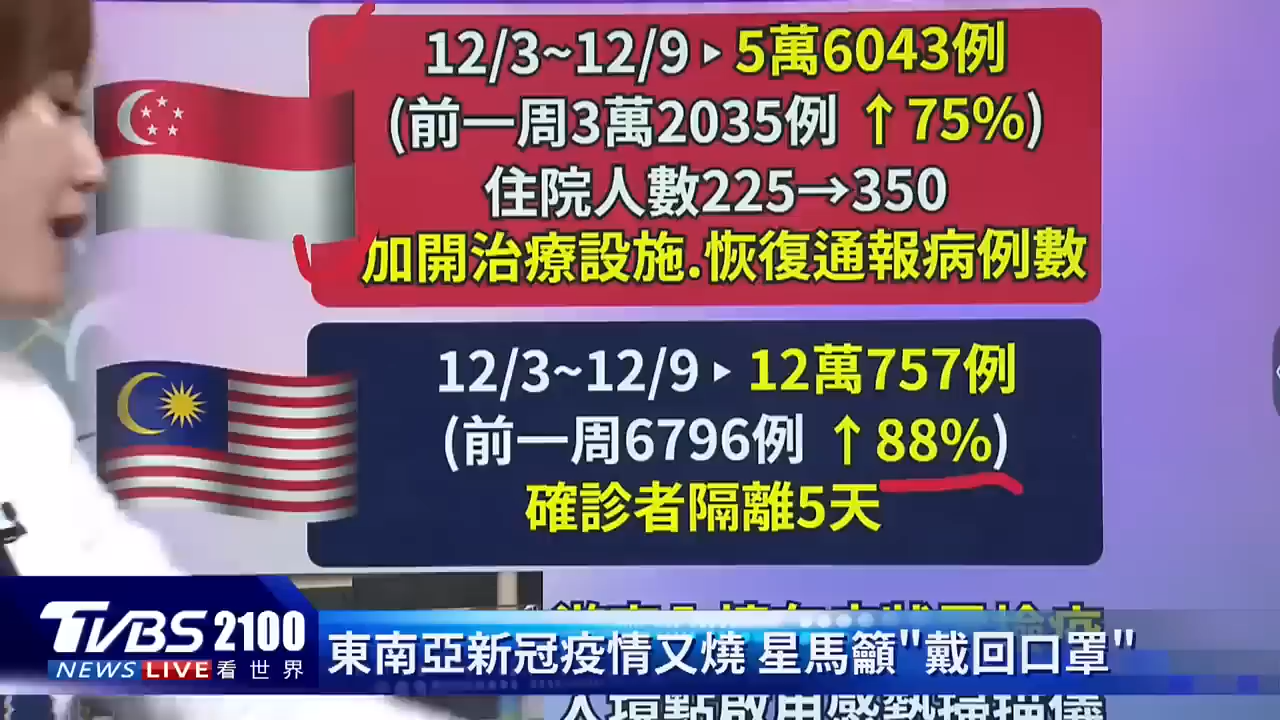 12/3~12/9▸5萬6043例
(前一周3萬2035例 ↑75%)
住院人數225→350
加開治療設施.恢復通報病例數
12/3~12/9▸12萬757例
(前一周6796例 ↑88%)
確診者隔離5天
TVBS 2100
NEWS LIVE 看世界
東南亞新冠疫情又燒 星馬籲"戴回口罩"